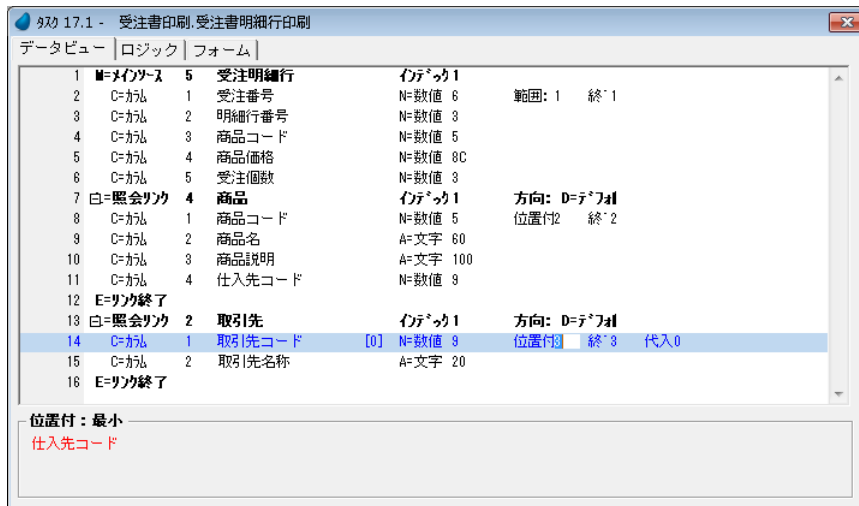 タスク 17.1 - 受注書印刷.受注書明細行印刷
データビュー ロジック フォーム
1 M=メインソース 5 受注明細行 インデック 1
2 C=カラム 1 受注番号 N=数値 6 範囲: 1 終゛1
3 C=カラム 2 明細行番号 N=数値 3
4 C=カラム 3 商品コード N=数値 5
5 C=カラム 4 商品価格 N=数値 8C
6 C=カラム 5 受注個数 N=数値 3
7 =照会リンク 4 商品 インデック 1 方向: D=デフォル
8 C=カラム 1 商品コード N=数値 5 位置付2 終゛2
9 C=カラム 2 商品名 A=文字 60
10 C=カラム 3 商品説明 A=文字 100
11 C=カラム 4 仕入先コード N=数値 9
12 E=リンク終了
13 =照会リンク 2 取引先 インデック 1 方向: D=デフォル
14 C=カラム 1 取引先コード [0] N=数値 9 位置付3 終゛3 代入0
15 C=カラム 2 取引先名称 A=文字 20
16 E=リンク終了
位置付：最小
仕入先コード